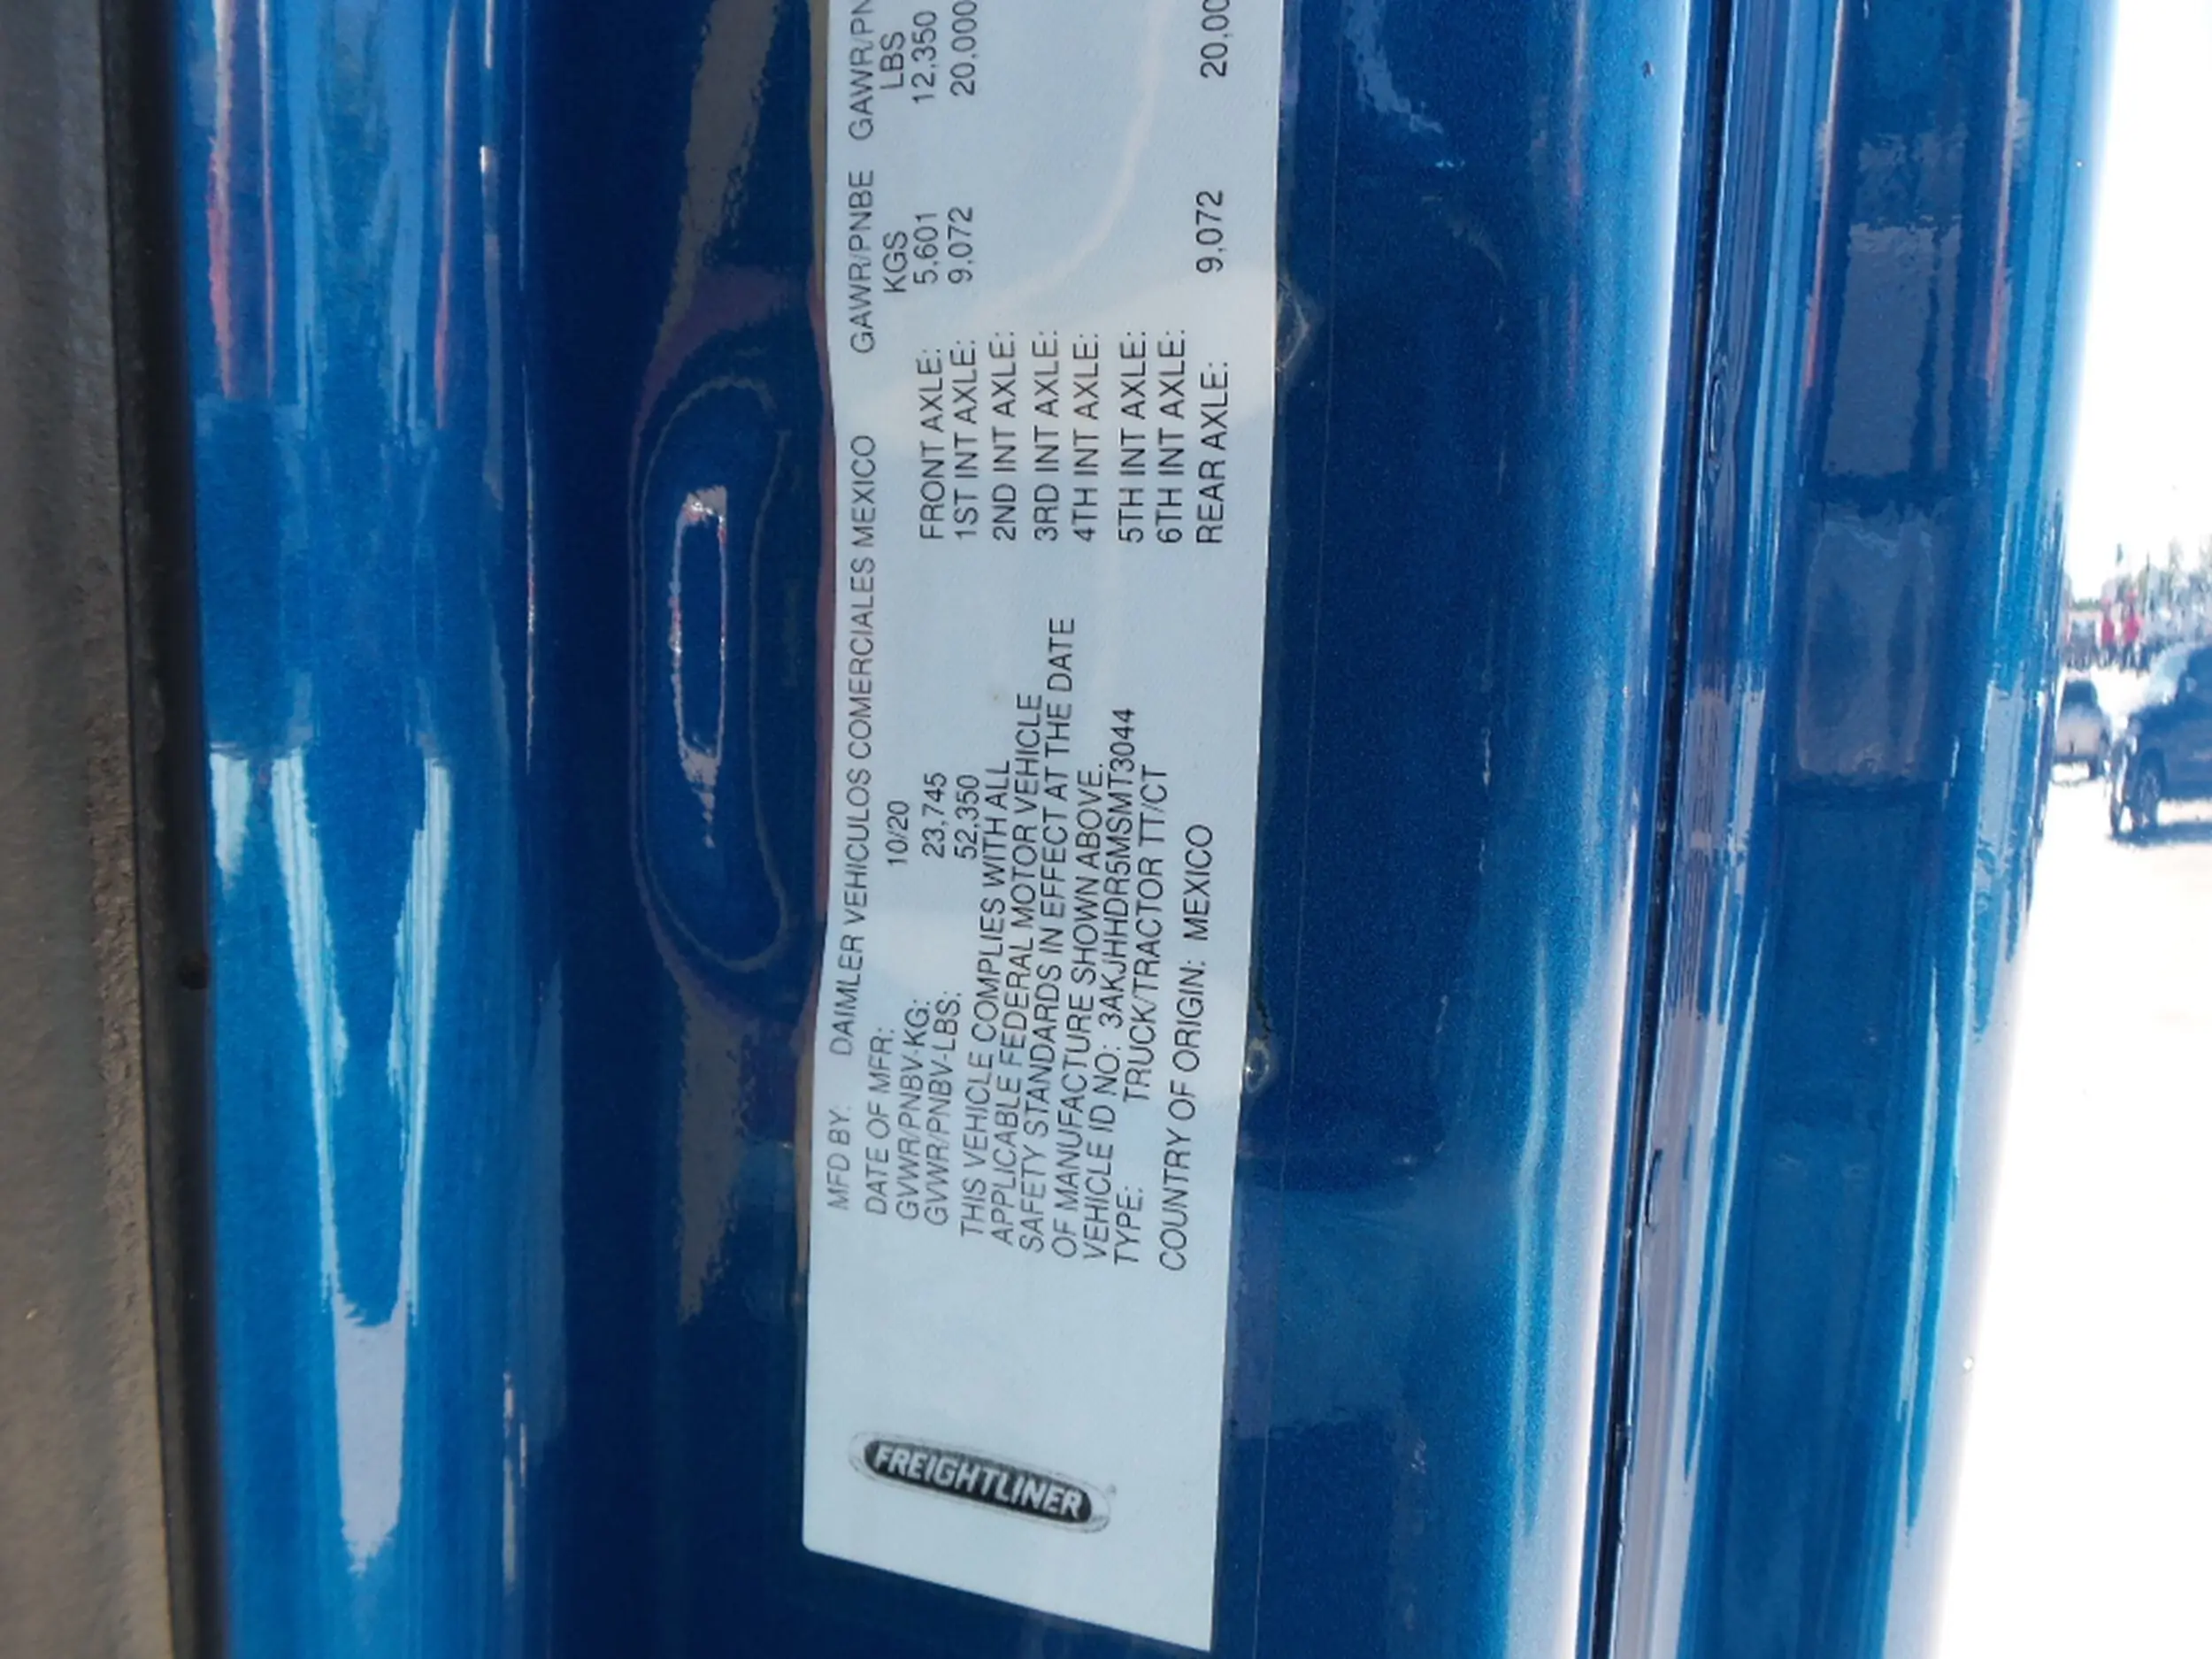 FREIGHTLINER
MFD BY: DAIMLER VEHICULOS COMERCIALES MEXICO
DATE OF MFR: 10/20
GVWR/PNBV-KG: 23,745
GVWR/PNBV-LBS: 52,350
THIS VEHICLE COMPLIES WITH ALL
APPLICABLE FEDERAL MOTOR VEHICLE
SAFETY STANDARDS IN EFFECT AT THE DATE
OF MANUFACTURE SHOWN ABOVE.
VEHICLE ID NO: 3AKJHHDR5MSMT3044
TYPE: TRUCK/TRACTOR TT/CT
COUNTRY OF ORIGIN: MEXICO
GAWR/PNBE GAWR/PN
KGS LBS
FRONT AXLE: 5,601 12,350
1ST INT AXLE: 9,072 20,000
2ND INT AXLE:
3RD INT AXLE:
4TH INT AXLE:
5TH INT AXLE:
6TH INT AXLE:
REAR AXLE: 9,072 20,00